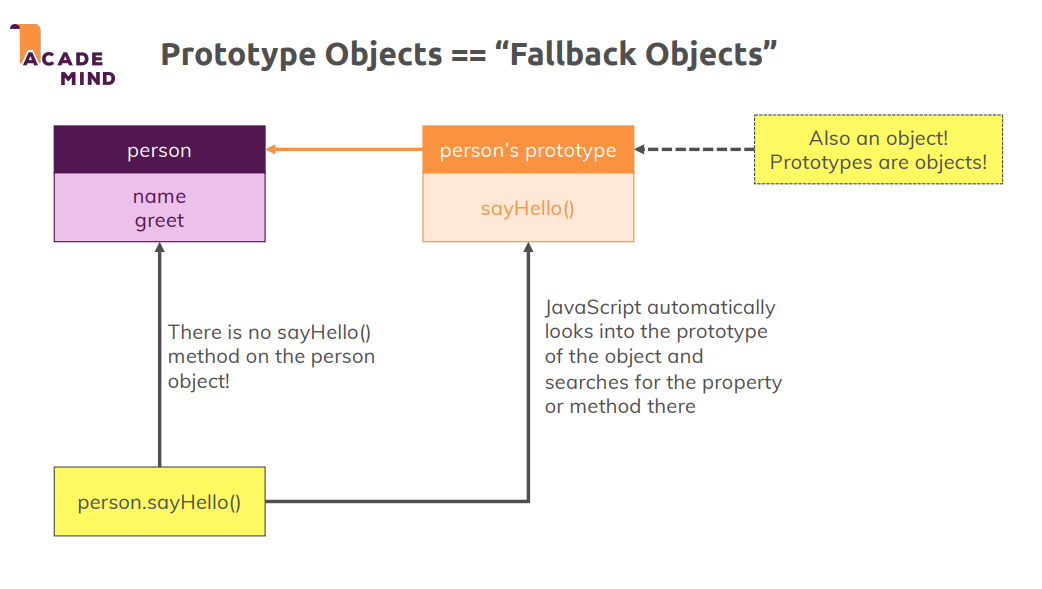 ACADE
MIND
Prototype Objects == “Fallback Objects”
person
name
greet
person’s prototype
sayHello()
Also an object!
Prototypes are objects!
There is no sayHello()
method on the person
object!
JavaScript automatically
looks into the prototype
of the object and
searches for the property
or method there
person.sayHello()